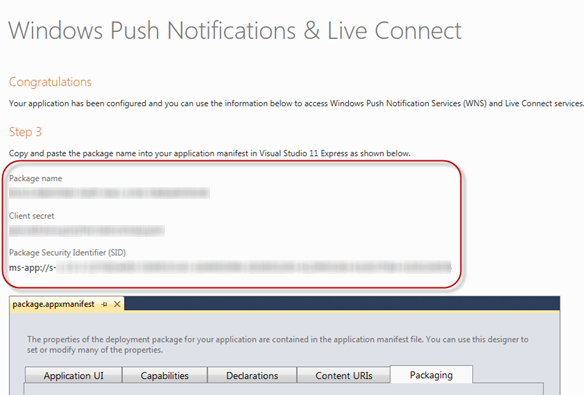 Windows Push Notifications & Live Connect
Congratulations
Your application has been configured and you can use the information below to access Windows Push Notification Services (WNS) and Live Connect services.
Step 3
Copy and paste the package name into your application manifest in Visual Studio 11 Express as shown below.
Package name
Client secret
Package Security Identifier (SID)
ms-app://s-
package.appxmanifest
The properties of the deployment package for your application are contained in the application manifest file. You can use this designer to
set or modify many of the properties.
Application UI Capabilities Declarations Content URIs Packaging